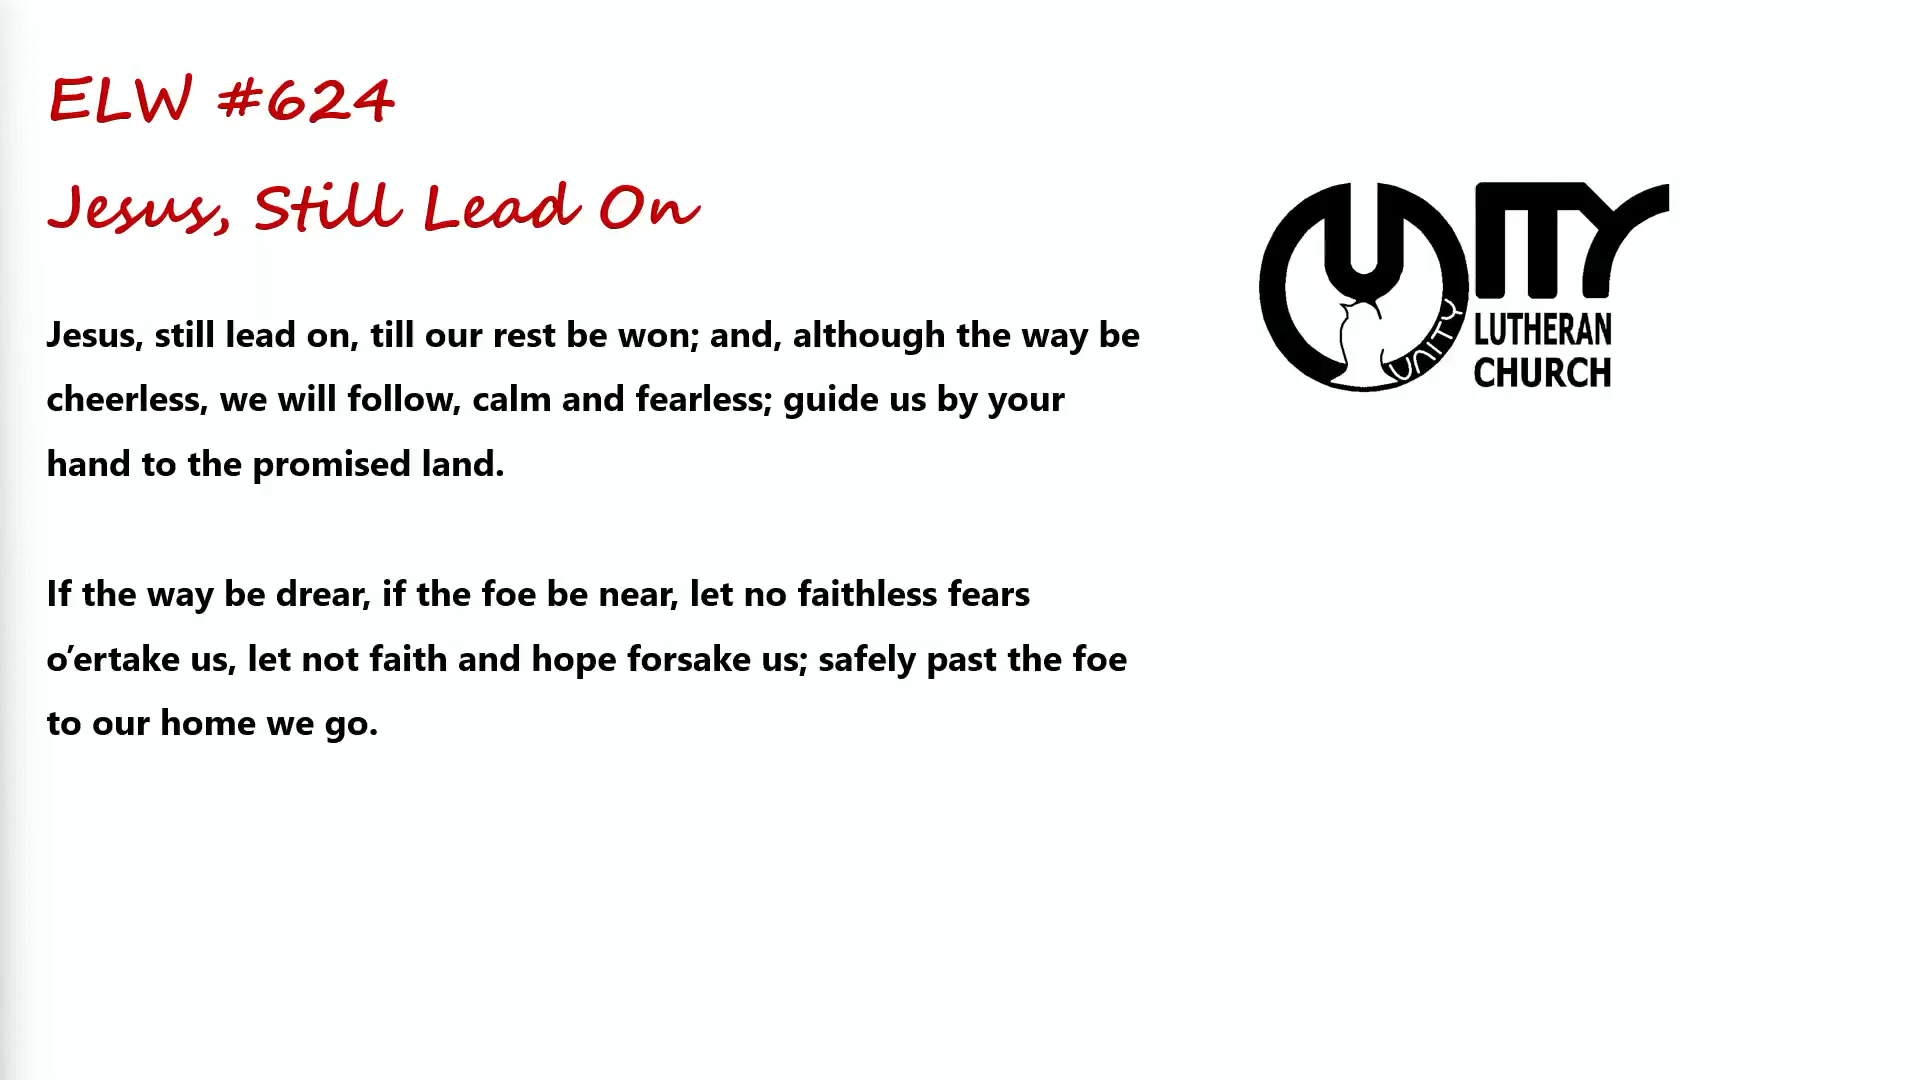 ELW #624
Jesus, Still Lead On
Jesus, still lead on, till our rest be won; and, although the way be
cheerless, we will follow, calm and fearless; guide us by your
hand to the promised land.
If the way be drear, if the foe be near, let no faithless fears
o’ertake us, let not faith and hope forsake us; safely past the foe
to our home we go.
UNITY
UNITY
LUTHERAN
CHURCH